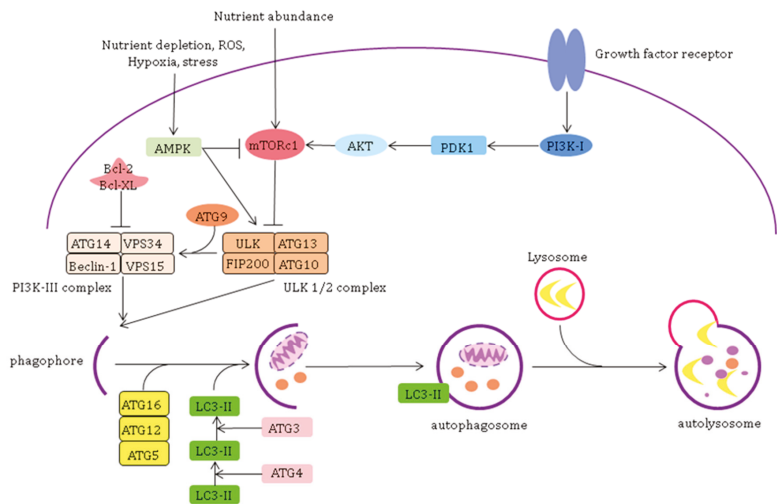 Nutrient abundance
Nutrient depletion, ROS,
Hypoxia, stress
Growth factor receptor
AMPK
mTORc1
AKT
PDK1
PI3K-I
Bcl-2
Bcl-XL
ATG9
ATG14 VPS34
Beclin-1 VPS15
ULK ATG13
FIP200 ATG10
PI3K-III complex
ULK 1/2 complex
Lysosome
phagophore
ATG16
ATG12
ATG5
LC3-II
ATG3
LC3-II
ATG4
LC3-II
LC3-II
autophagosome
autolysosome